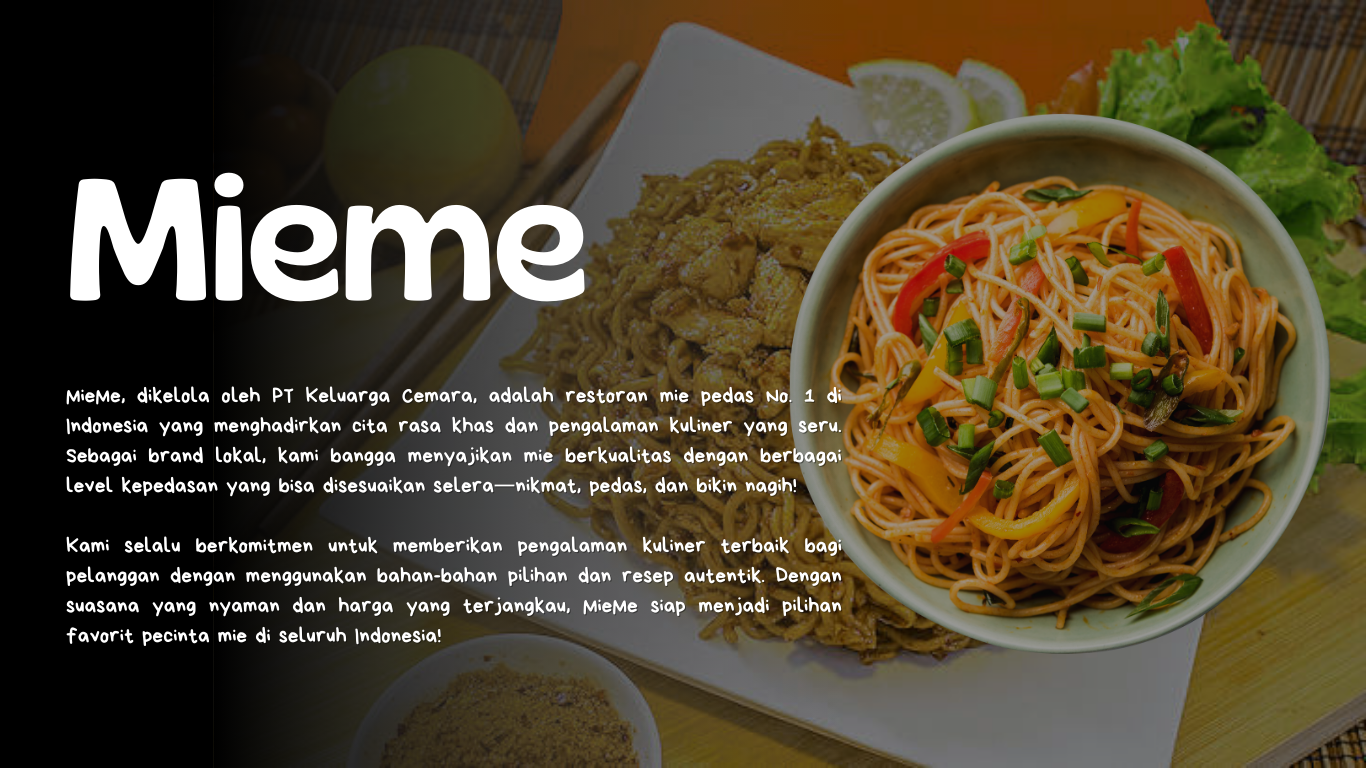 Mieme
MieMe, dikelola oleh PT Keluarga Cemara, adalah restoran mie pedas No. 1 di
Indonesia yang menghadirkan cita rasa khas dan pengalaman kuliner yang seru.
Sebagai brand lokal, kami bangga menyajikan mie berkualitas dengan berbagai
level kepedasan yang bisa disesuaikan selera—nikmat, pedas, dan bikin nagih!
Kami selalu berkomitmen untuk memberikan pengalaman kuliner terbaik bagi
pelanggan dengan menggunakan bahan-bahan pilihan dan resep autentik. Dengan
suasana yang nyaman dan harga yang terjangkau, MieMe siap menjadi pilihan
favorit pecinta mie di seluruh Indonesia!